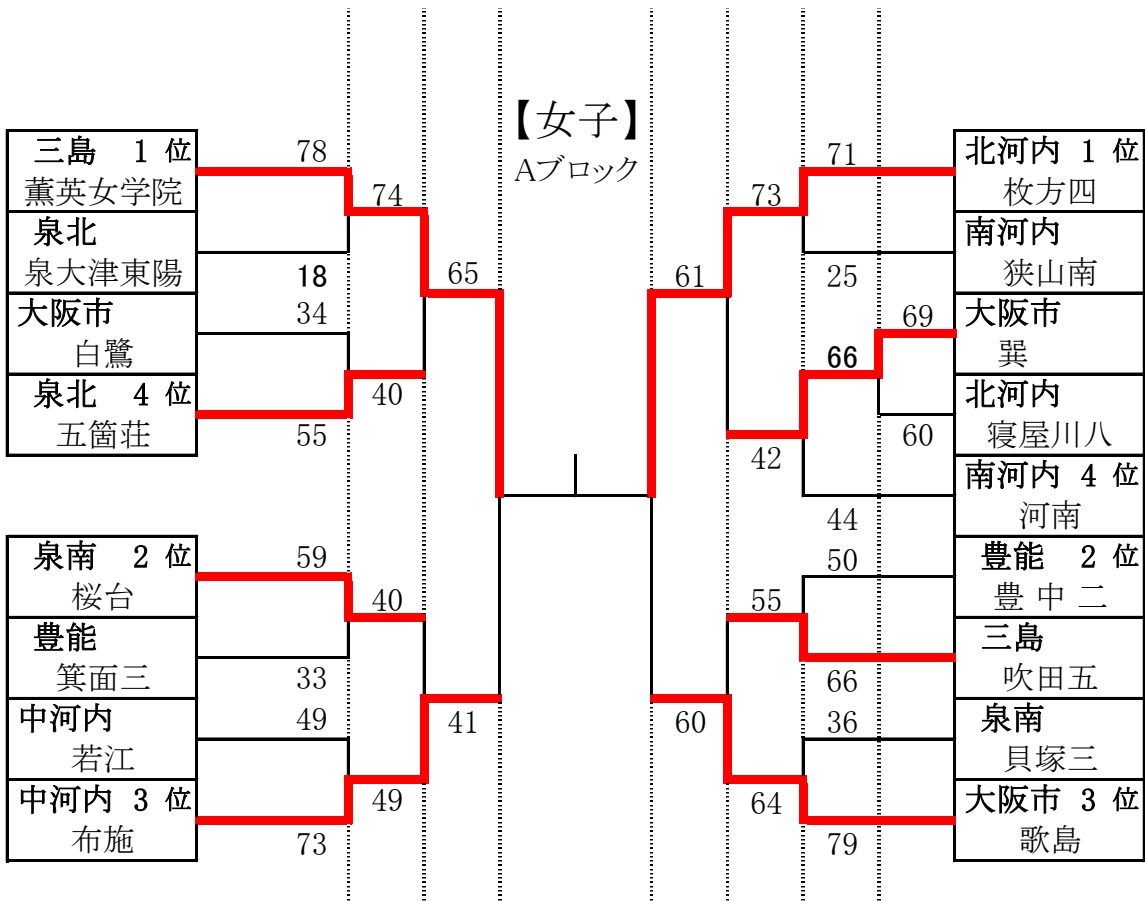 【女子】
Aブロック
三島 1 位
薫英女学院
78
74
泉北
泉大津東陽
18
65
大阪市
白鷺
34
泉北 4 位
五箇荘
40
55
泉南 2 位
桜台
59
40
豊能
箕面三
33
中河内
若江
49
41
中河内 3 位
布施
49
73
北河内 1 位
枚方四
71
73
南河内
狭山南
25
61
大阪市
巽
69
66
北河内
寝屋川八
60
42
南河内 4 位
河南
44
豊能 2 位
豊 中 二
50
55
三島
吹田五
66
泉南
貝塚三
36
60
大阪市 3 位
歌島
64
79